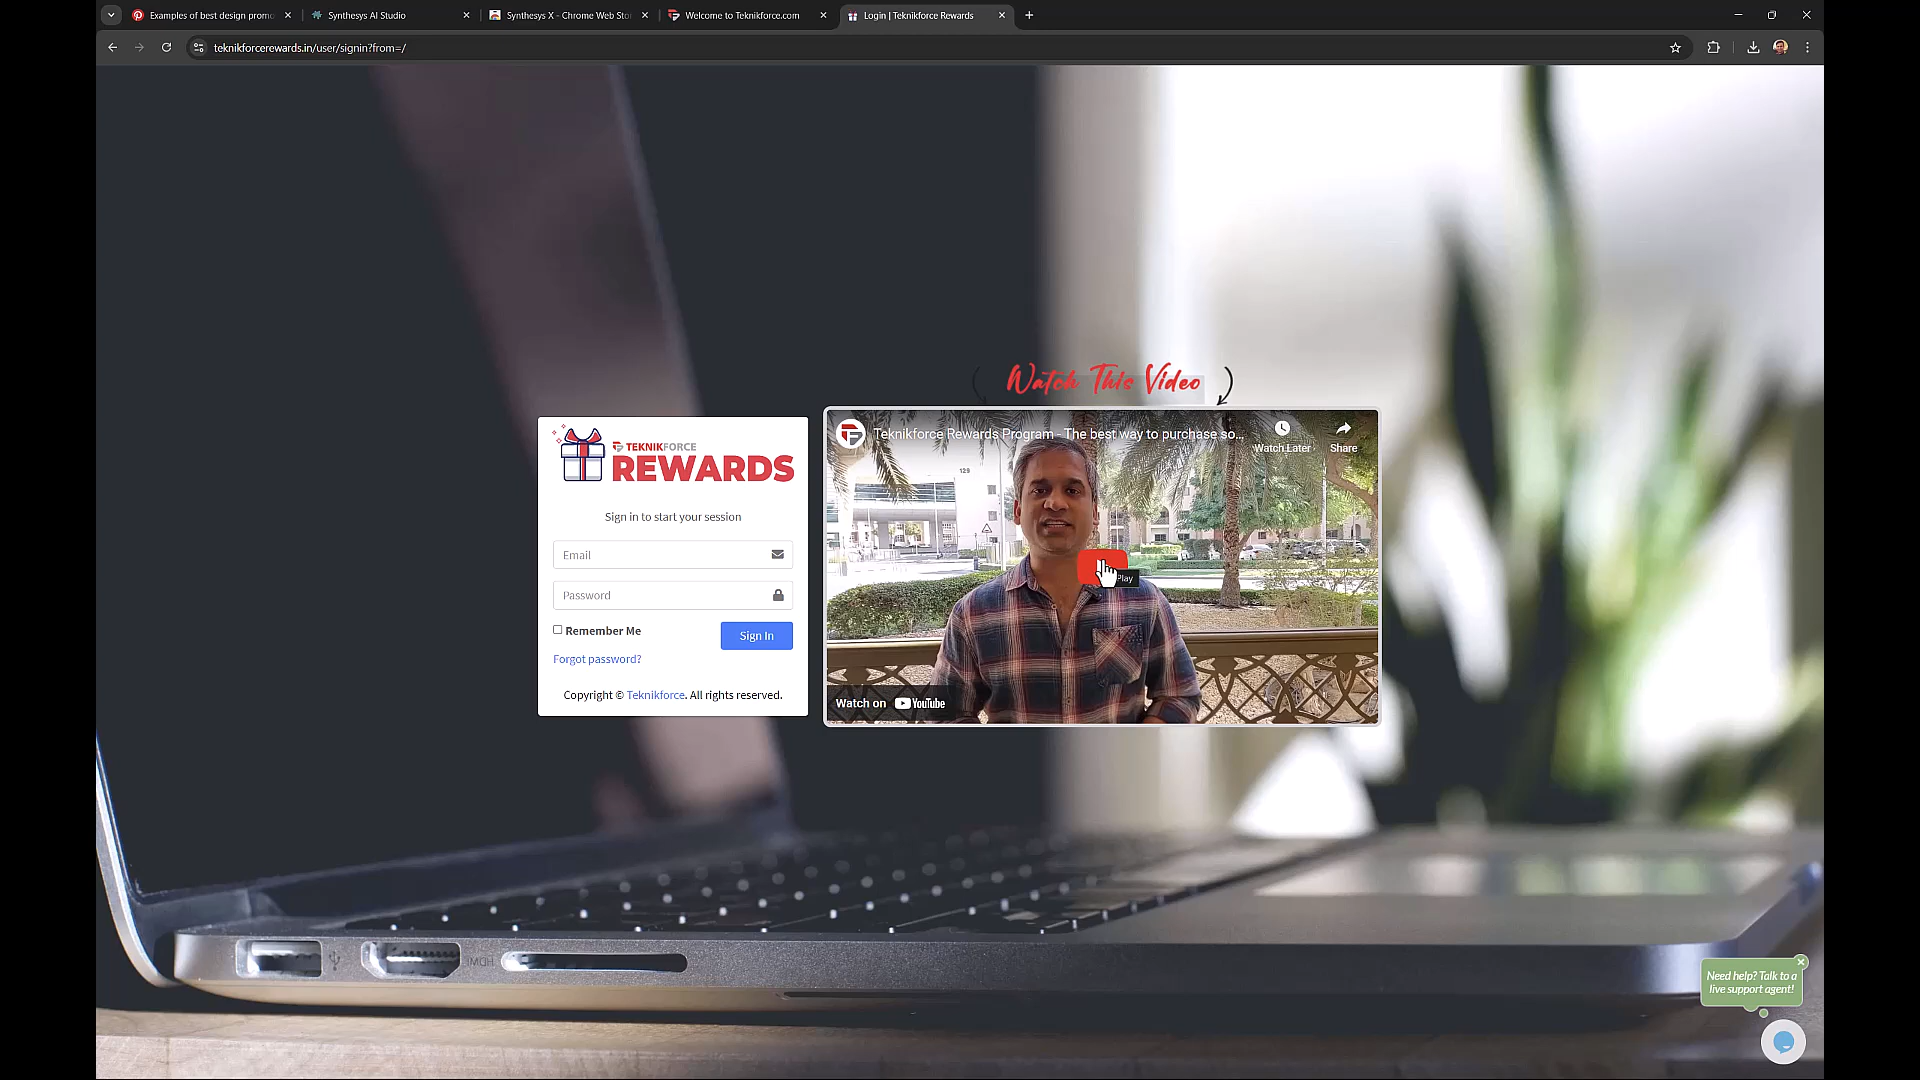 Examples of best design promo
Synthesys AI Studio
Synthesys X - Chrome Web Sto
Welcome to Teknikforce.com
Login | Teknikforce Rewards
teknikforcerewards.in/user/signin?from=/
Watch This Video
TEKNIKFORCE
REWARDS
Sign in to start your session
Email
Password
Remember Me
Sign In
Forgot password?
Copyright © Teknikforce. All rights reserved.
Teknikforce Rewards Program - The best way to purchase so...
Watch Later
Share
129
Play
Watch on YouTube
HDMI
Need help? Talk to a
live support agent!